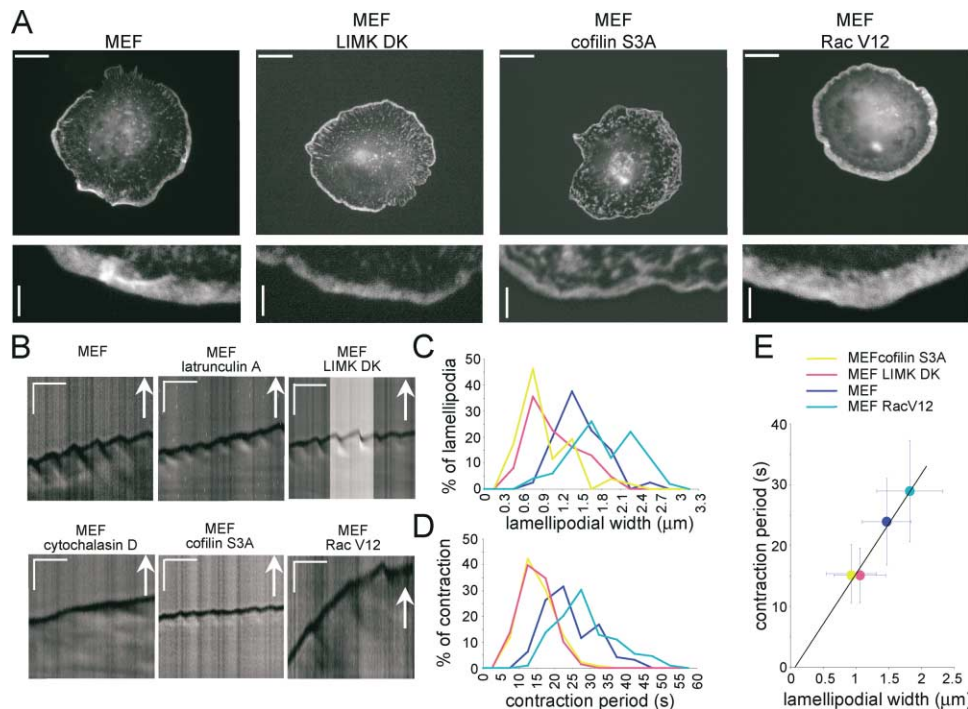 A
MEF
MEF
LIMK DK
MEF
cofilin S3A
MEF
Rac V12
B
MEF
MEF
latrunculin A
MEF
LIMK DK
MEF
cytochalasin D
MEF
cofilin S3A
MEF
Rac V12
C
% of lamellipodia
50
40
30
20
10
0
0 0.3 0.6 0.9 1.2 1.5 1.8 2.1 2.4 2.7 3 3.3
lamellipodial width (μm)
D
% of contraction
50
40
30
20
10
0
0 5 10 15 20 25 30 35 40 45 50 55 60
contraction period (s)
E
MEFcofilin S3A
MEF LIMK DK
MEF
MEF RacV12
contraction period (s)
40
30
20
10
0
0 0.5 1 1.5 2 2.5
lamellipodial width (μm)